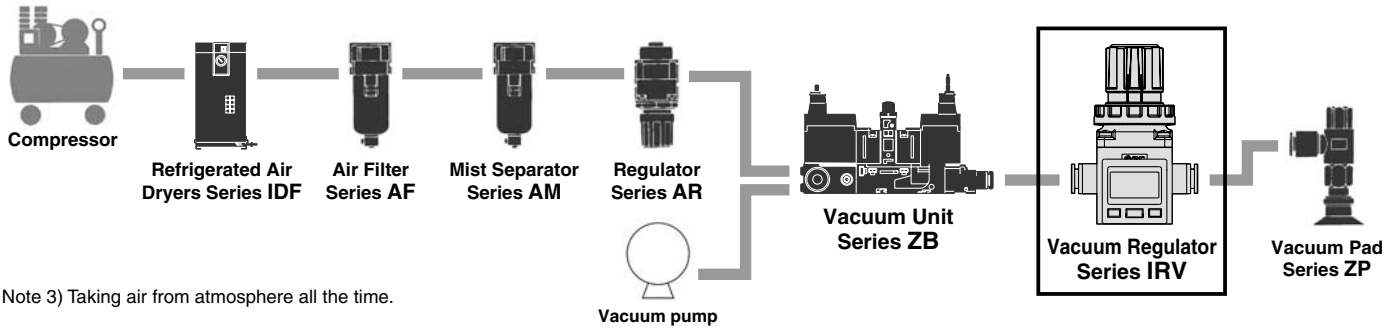 Compressor
Refrigerated Air
Dryers Series IDF
Air Filter
Series AF
Mist Separator
Series AM
Regulator
Series AR
Vacuum Unit
Series ZB
Vacuum Regulator
Series IRV
Vacuum Pad
Series ZP
Vacuum pump
Note 3) Taking air from atmosphere all the time.